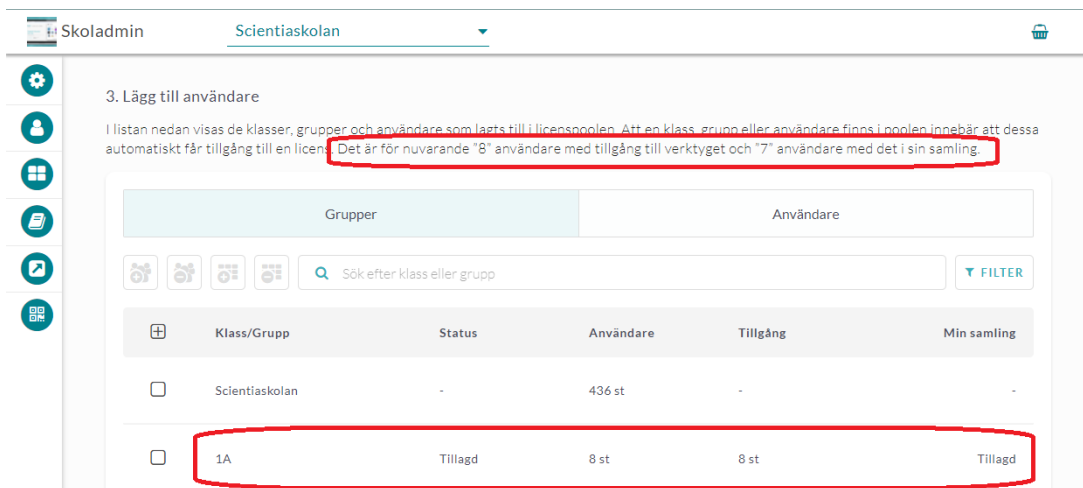 Skoladmin Scientiaskolan
3. Lägg till användare
I listan nedan visas de klasser, grupper och användare som lagts till i licenspoolen. Att en klass, grupp eller användare finns i poolen innebär att dessa
automatiskt får tillgång till en licens. Det är för nuvarande "8" användare med tillgång till verktyget och "7" användare med det i sin samling.
Grupper Användare
Sök efter klass eller grupp FILTER
Klass/Grupp Status Användare Tillgång Min samling
Scientiaskolan - 436 st - -
1A Tillagd 8 st 8 st Tillagd